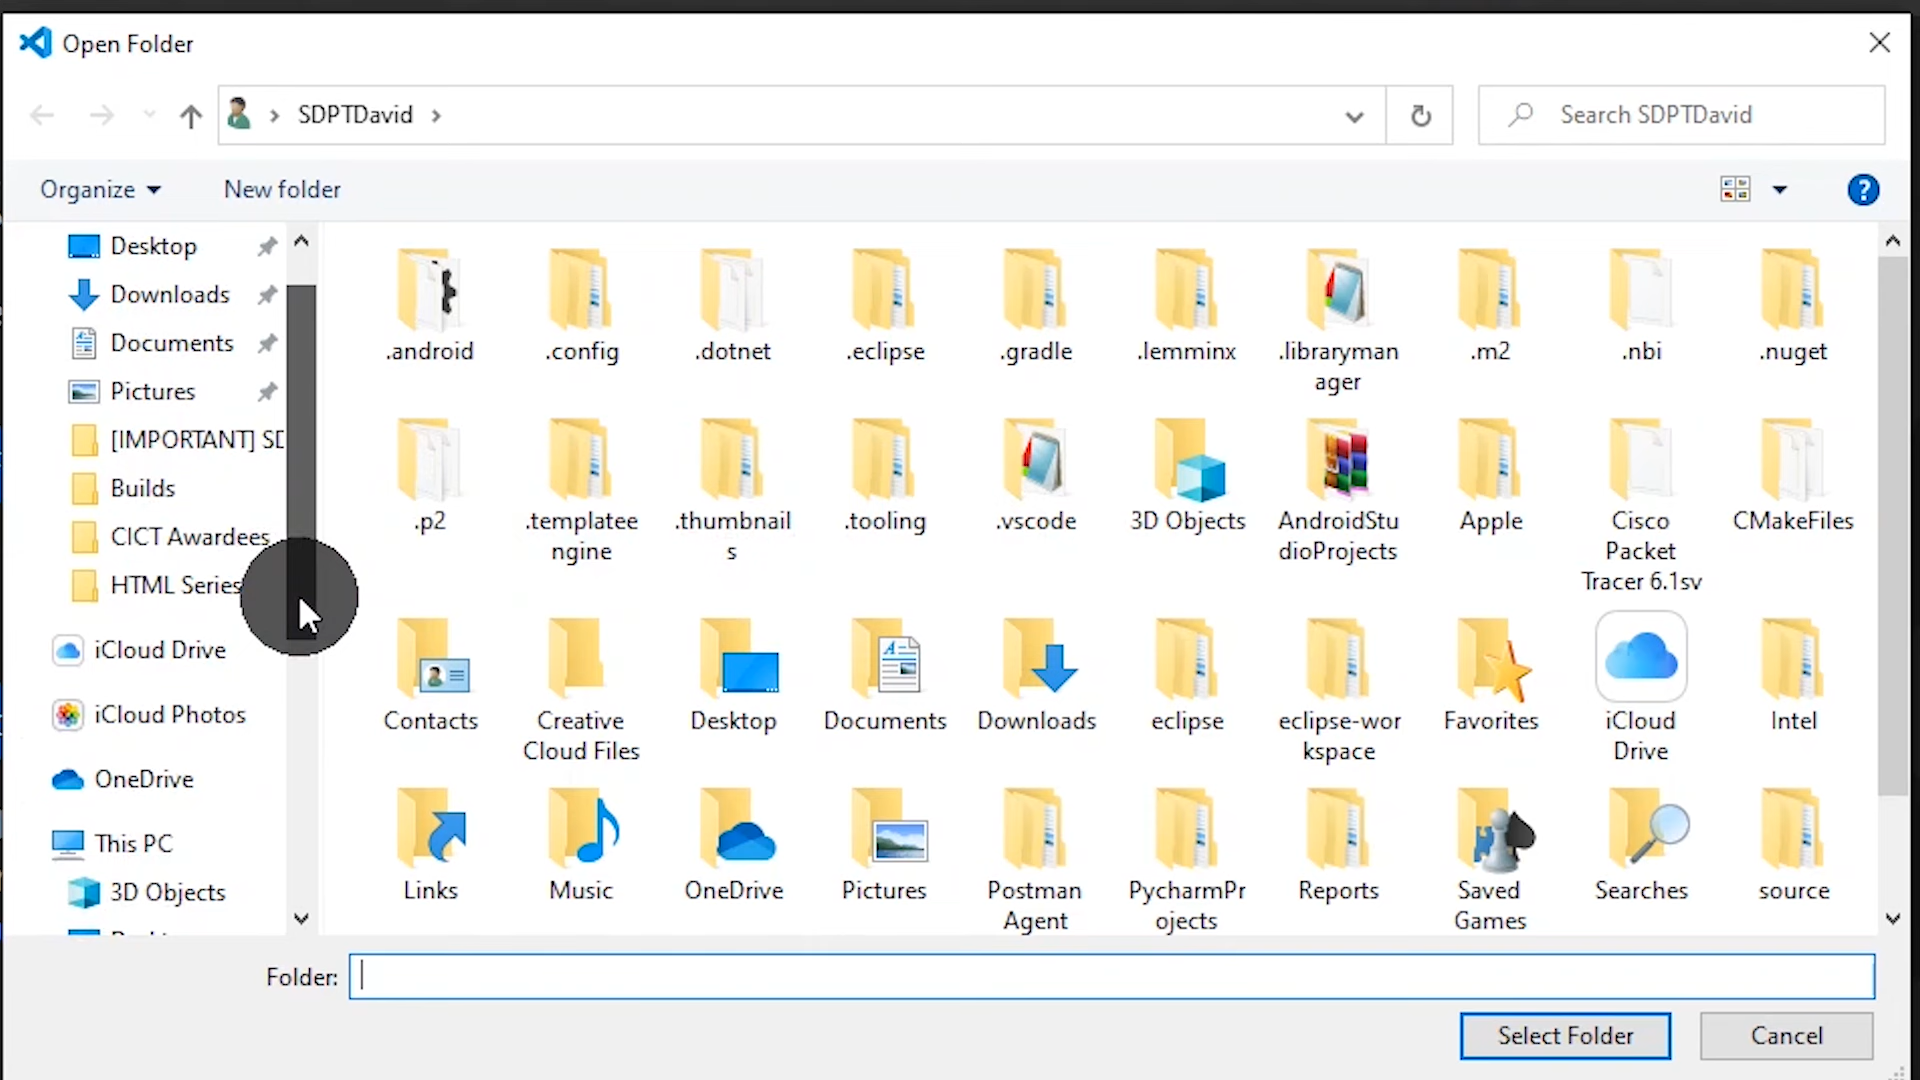 Open Folder
SDPTDavid
Search SDPTDavid
Organize
New folder
?
Desktop
Downloads
Documents
Pictures
[IMPORTANT] SD
Builds
CICT Awardees
HTML Series
iCloud Drive
iCloud Photos
OneDrive
This PC
3D Objects
.android
.config
.dotnet
.eclipse
.gradle
.lemminx
.libraryman
ager
.m2
.nbi
.nuget
.p2
.templatee
ngine
.thumbnail
s
.tooling
.vscode
3D Objects
AndroidStu
dioProjects
Apple
Cisco
Packet
Tracer 6.1sv
CMakeFiles
Contacts
Creative
Cloud Files
Desktop
Documents
Downloads
eclipse
eclipse-wor
kspace
Favorites
iCloud
Drive
Intel
Links
Music
OneDrive
Pictures
Postman
Agent
PycharmPr
ojects
Reports
Saved
Games
Searches
source
Folder:
Select Folder
Cancel